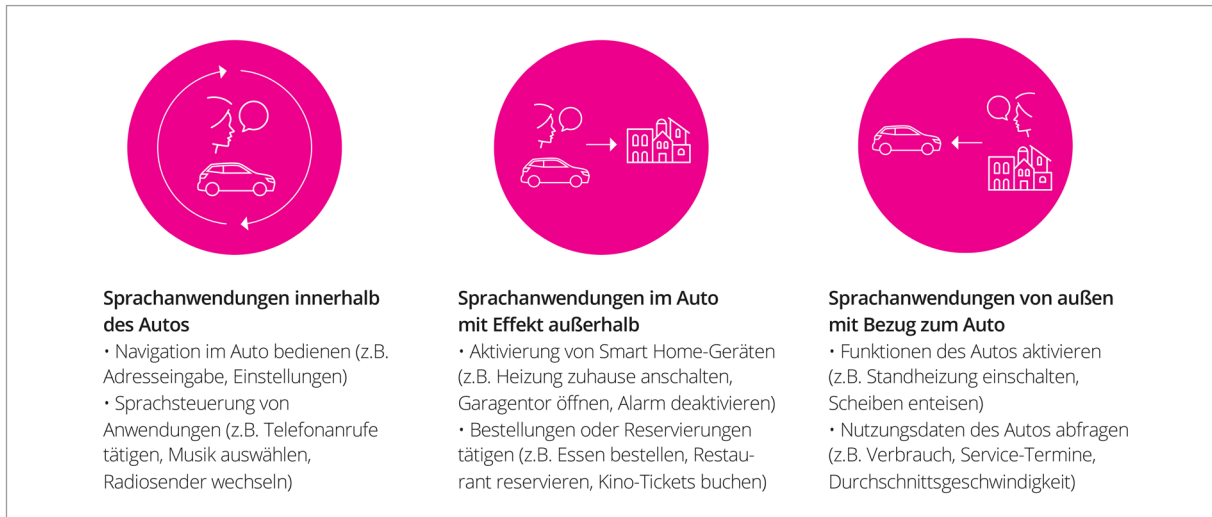 Sprachanwendungen innerhalb
des Autos
• Navigation im Auto bedienen (z.B.
Adresseingabe, Einstellungen)
• Sprachsteuerung von
Anwendungen (z.B. Telefonanrufe
tätigen, Musik auswählen,
Radiosender wechseln)
Sprachanwendungen im Auto
mit Effekt außerhalb
• Aktivierung von Smart Home-Geräten
(z.B. Heizung zuhause anschalten,
Garagentor öffnen, Alarm deaktivieren)
• Bestellungen oder Reservierungen
tätigen (z.B. Essen bestellen, Restau-
rant reservieren, Kino-Tickets buchen)
Sprachanwendungen von außen
mit Bezug zum Auto
• Funktionen des Autos aktivieren
(z.B. Standheizung einschalten,
Scheiben enteisen)
• Nutzungsdaten des Autos abfragen
(z.B. Verbrauch, Service-Termine,
Durchschnittsgeschwindigkeit)